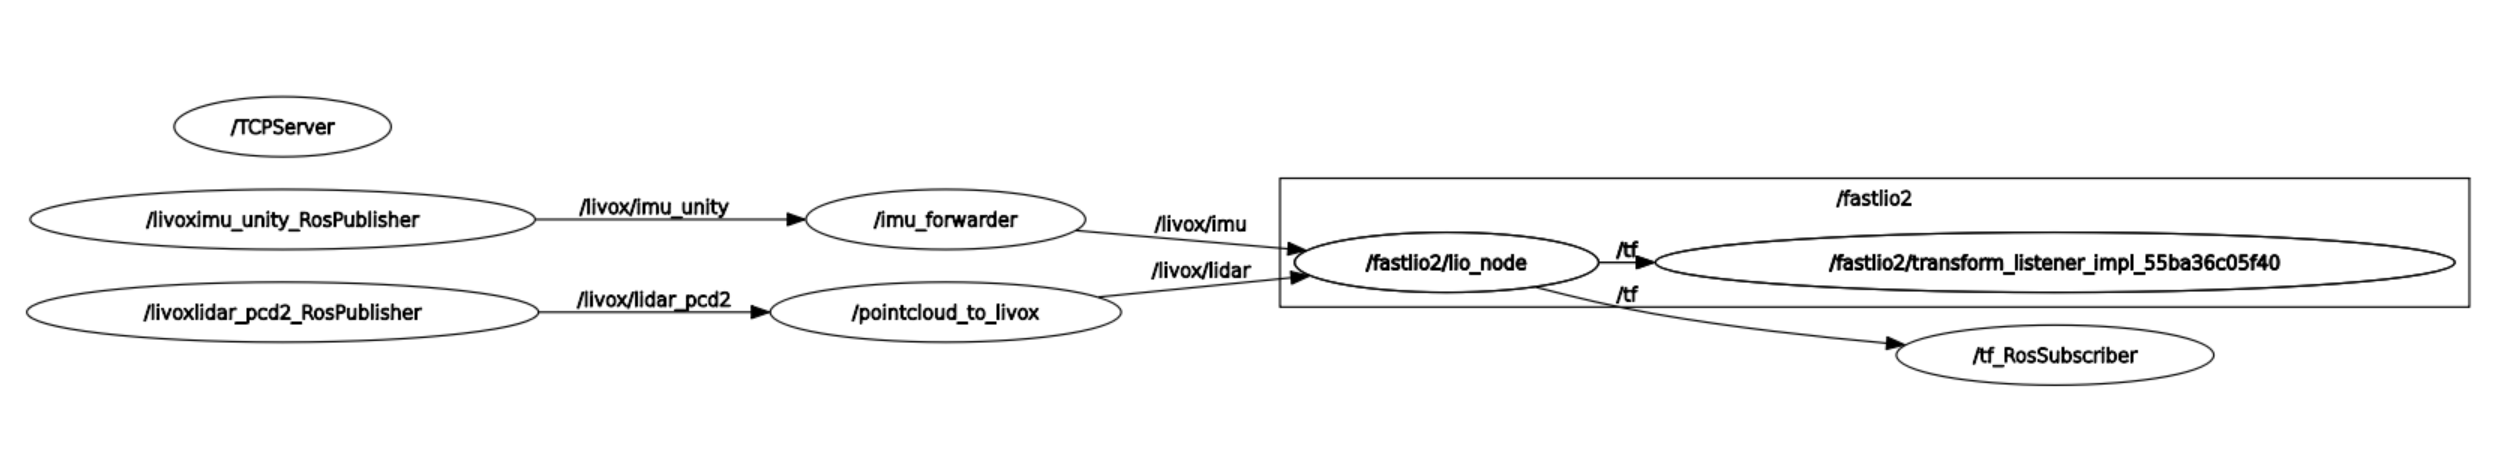 /TCPServer
/fastlio2
/livoximu_unity_RosPublisher
/livox/imu_unity
/imu_forwarder
/livox/imu
/livoxlidar_pcd2_RosPublisher
/livox/lidar_pcd2
/pointcloud_to_livox
/livox/lidar
/fastlio2/lio_node
/tf
/fastlio2/transform_listener_impl_55ba36c05f40
/tf
/tf_RosSubscriber